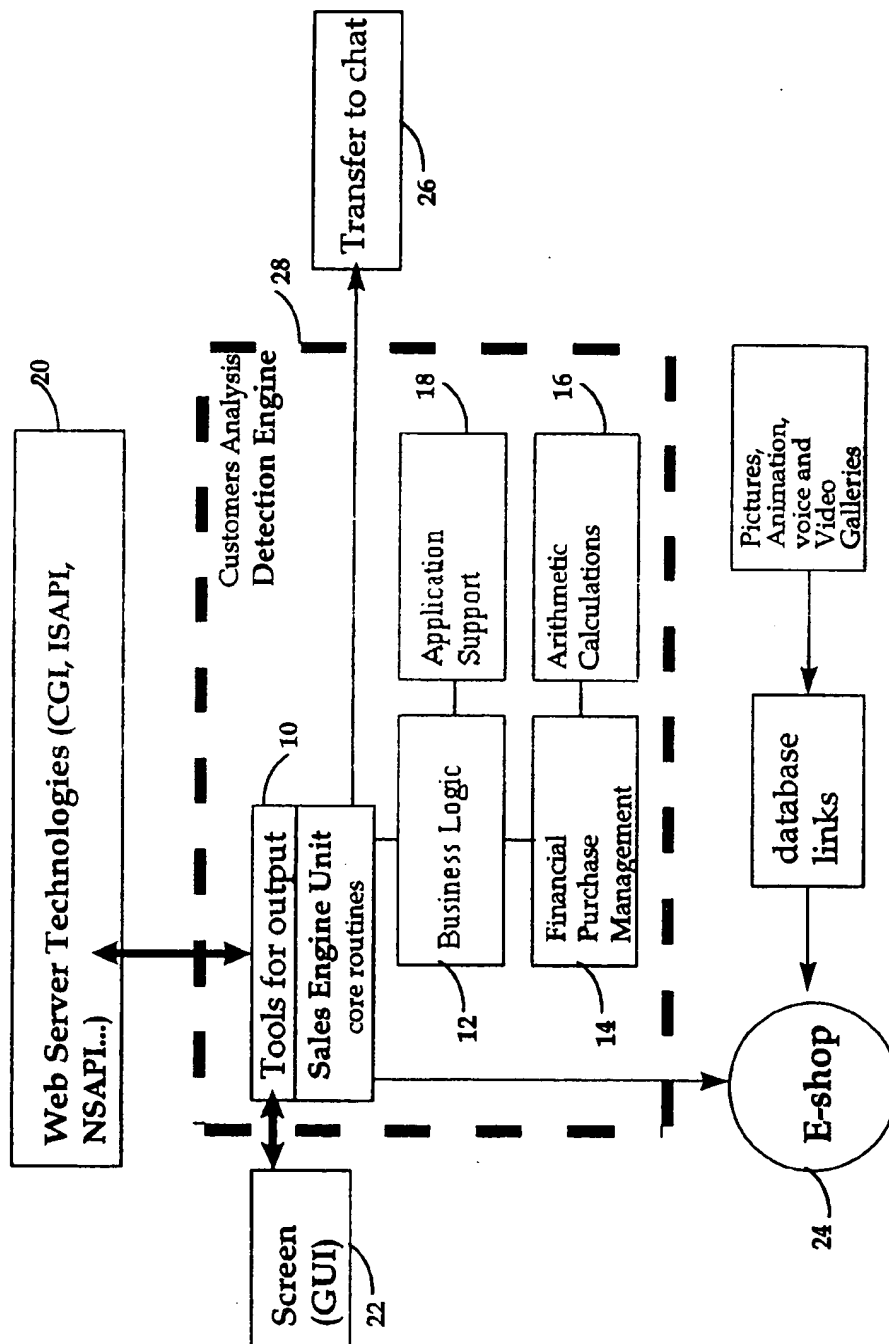 20
Web Server Technologies (CGI, ISAPI,
NSAPI...)
28
Customers Analysis
Detection Engine
Transfer to chat
26
Screen
(GUI)
22
10
Tools for output
Sales Engine Unit
core routines
Business Logic
12
Application
Support
18
Financial
Purchase
Management
14
Arithmetic
Calculations
16
E-shop
24
database
links
Pictures,
Animation,
voice and
Video
Galleries